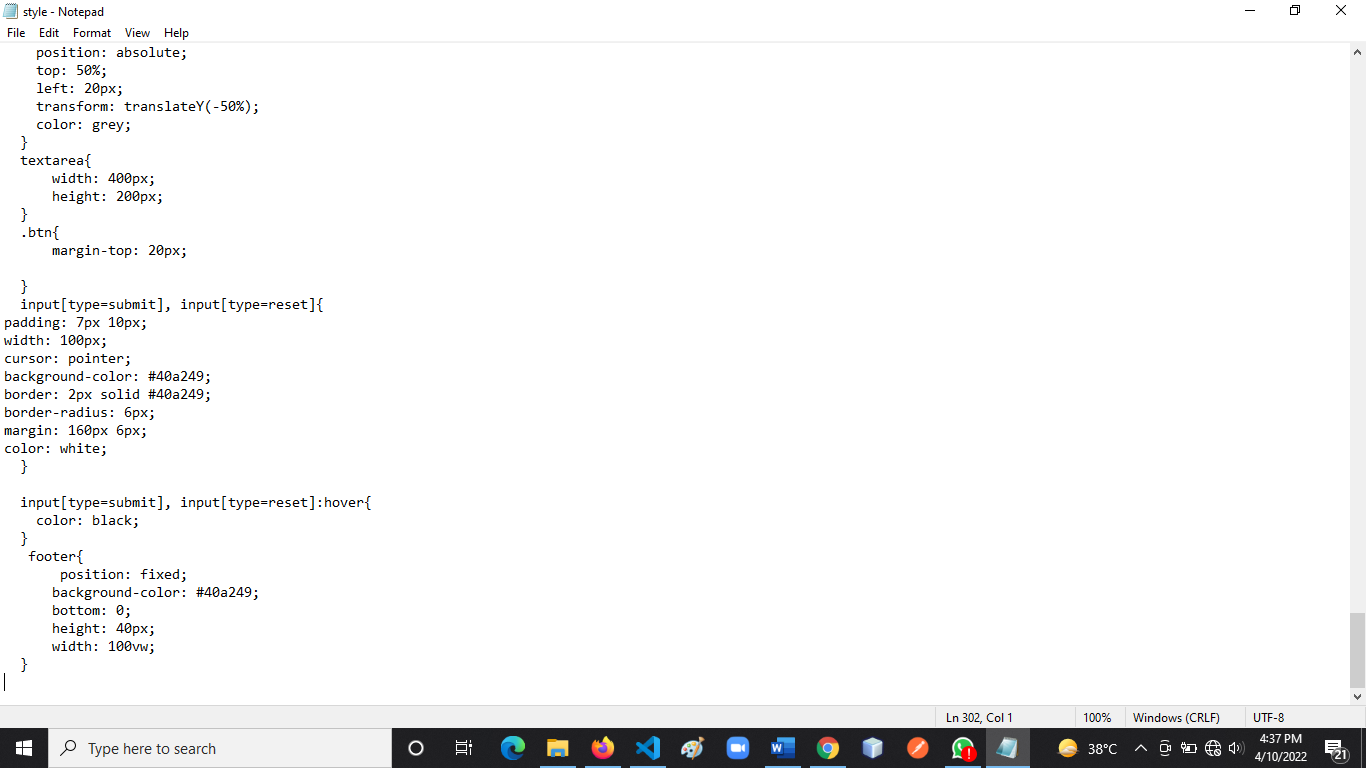 style - Notepad
File Edit Format View Help
    position: absolute;
    top: 50%;
    left: 20px;
    transform: translateY(-50%);
    color: grey;
  }
  textarea{
      width: 400px;
      height: 200px;
  }
  .btn{
      margin-top: 20px;

  }
  input[type=submit], input[type=reset]{
padding: 7px 10px;
width: 100px;
cursor: pointer;
background-color: #40a249;
border: 2px solid #40a249;
border-radius: 6px;
margin: 160px 6px;
color: white;
  }

  input[type=submit], input[type=reset]:hover{
    color: black;
  }
   footer{
       position: fixed;
      background-color: #40a249;
      bottom: 0;
      height: 40px;
      width: 100vw;
  }
Ln 302, Col 1 100% Windows (CRLF) UTF-8
Type here to search 38°C 4:37 PM
4/10/2022 21